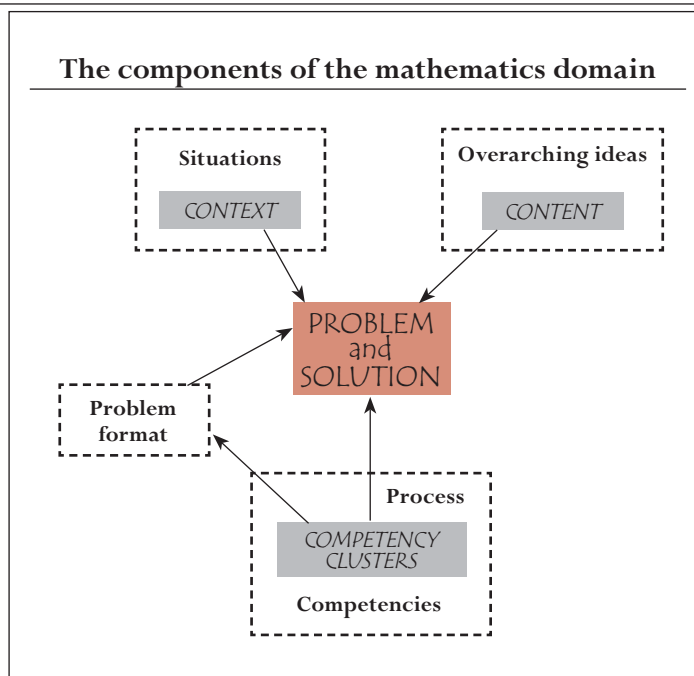 The components of the mathematics domain
Situations
CONTEXT
Overarching ideas
CONTENT
PROBLEM
and
SOLUTION
Problem
format
Process
COMPETENCY
CLUSTERS
Competencies